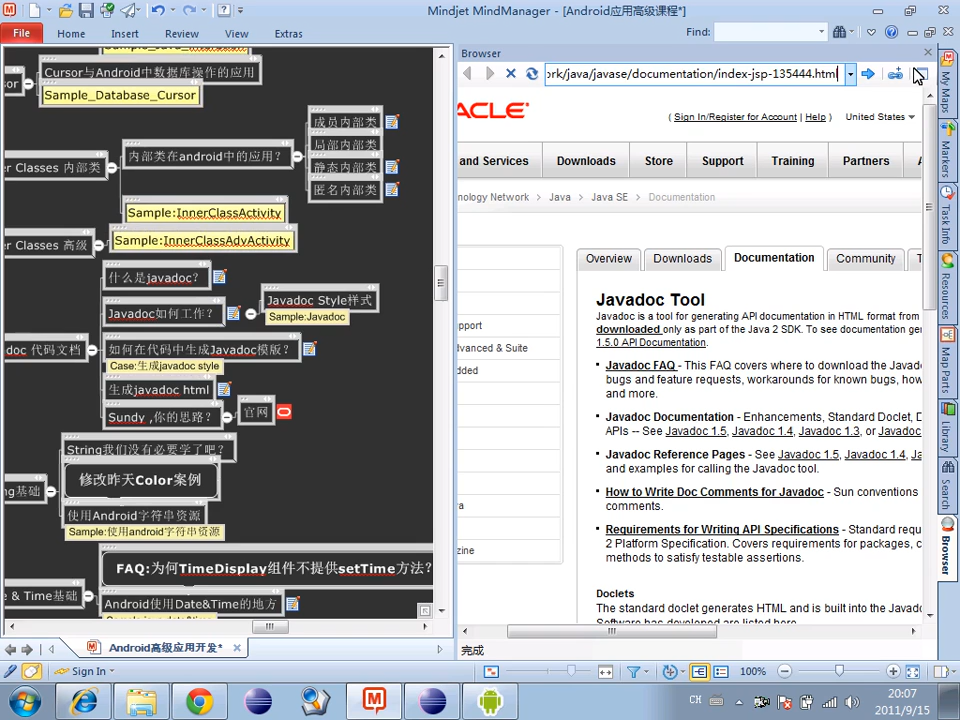 Mindjet MindManager - [Android应用高级课程*]
File
Home
Insert
Review
View
Extras
Find:
Cursor与Android中数据库操作的应用
Sample_Database_Cursor
内部类在android中的应用?
成员内部类
局部内部类
静态内部类
匿名内部类
er Classes 内部类
Sample:InnerClassActivity
er Classes 高级
Sample:InnerClassAdvActivity
什么是javadoc?
Javadoc如何工作?
Javadoc Style样式
Sample:Javadoc
doc 代码文档
如何在代码中生成Javadoc模版?
Case:生成javadoc style
生成javadoc html
Sundy ,你的思路?
官网
String我们没有必要学了吧?
ng基础
修改昨天Color案例
使用Android字符串资源
Sample:使用android字符串资源
FAQ:为何TimeDisplay组件不提供setTime方法?
e & Time基础
Android使用Date&Time的地方
Browser
ork/java/javase/documentation/index-jsp-135444.html
CLE
( Sign In/Register for Account | Help )
United States
and Services
Downloads
Store
Support
Training
Partners
nology Network > Java > Java SE > Documentation
pport
dvanced & Suite
dded
va
zine
Overview
Downloads
Documentation
Community
Javadoc Tool
Javadoc is a tool for generating API documentation in HTML format from
downloaded only as part of the Java 2 SDK. To see documentation gen
1.5.0 API Documentation.
Javadoc FAQ - This FAQ covers where to download the Javad
bugs and feature requests, workarounds for known bugs, how
and more.
Javadoc Documentation - Enhancements, Standard Doclet, D
APIs -- See Javadoc 1.5, Javadoc 1.4, Javadoc 1.3, or Javadoc
Javadoc Reference Pages - See Javadoc 1.5, Javadoc 1.4,
and examples for calling the Javadoc tool.
How to Write Doc Comments for Javadoc - Sun conventions
comments.
Requirements for Writing API Specifications - Standard requ
2 Platform Specification. Covers requirements for packages, c
methods to satisfy testable assertions.
Doclets
The standard doclet generates HTML and is built into the Javado
My Maps
Markers
Task Info
Resources
Map Parts
Library
Search
Browser
完成
Android高级应用开发*
Sign In
100%
CH
20:07
2011/9/15